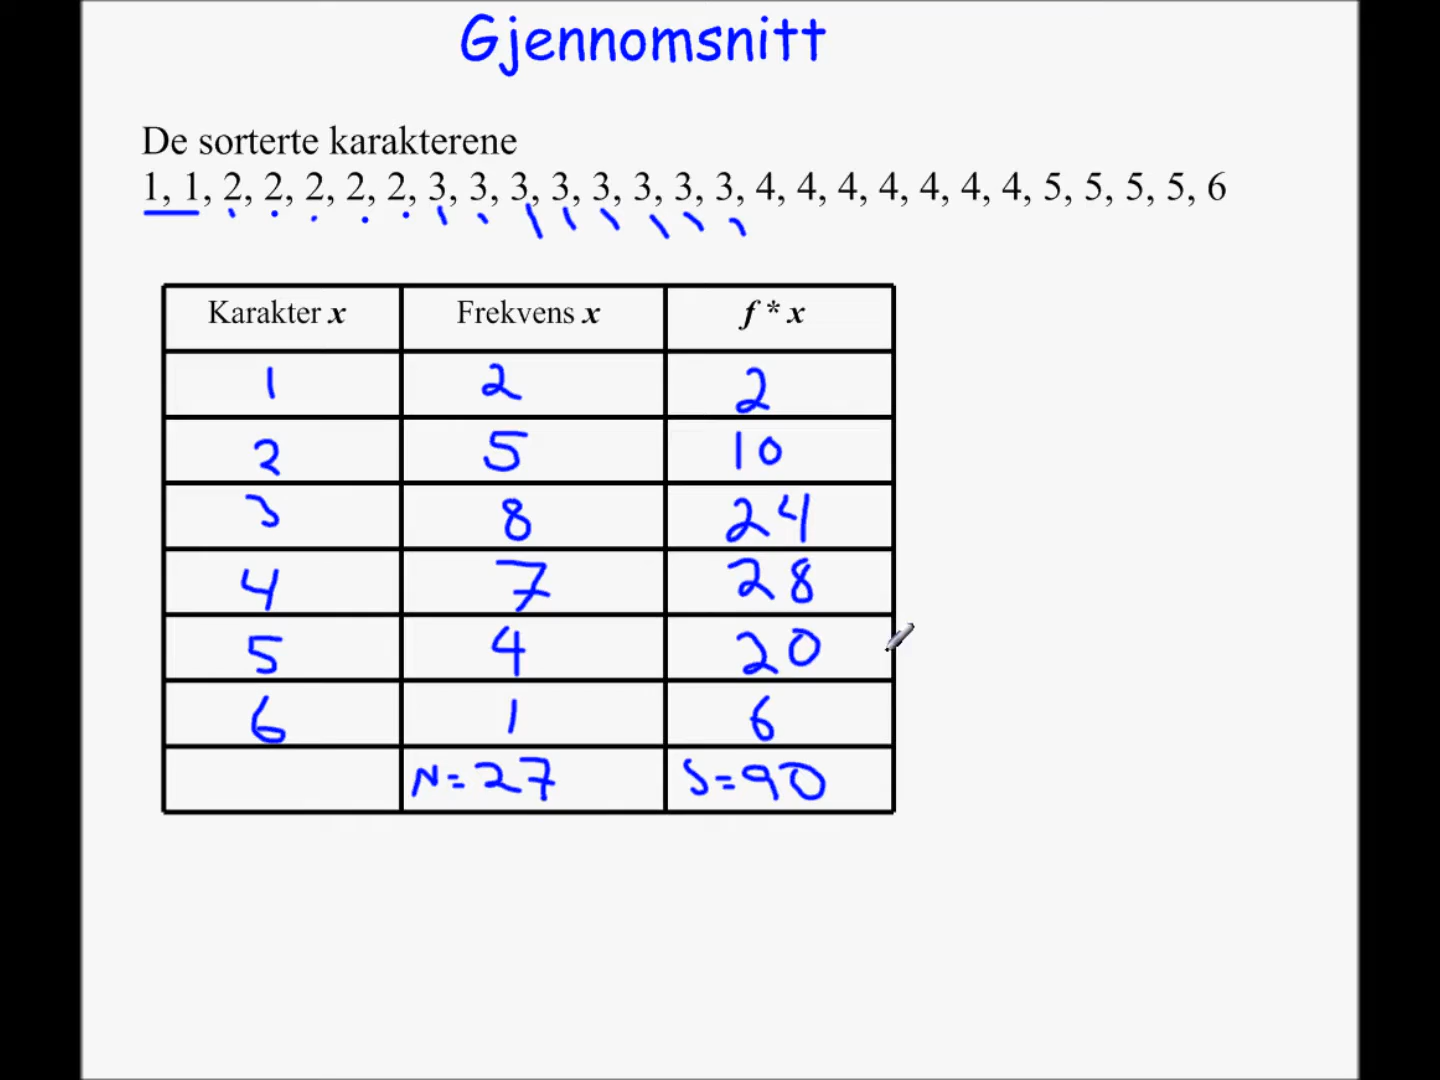 Gjennomsnitt
De sorterte karakterene
1, 1, 2, 2, 2, 2, 2, 3, 3, 3, 3, 3, 3, 3, 3, 4, 4, 4, 4, 4, 4, 4, 5, 5, 5, 5, 6
Karakter x Frekvens x f * x
1 2 2
2 5 10
3 8 24
4 7 28
5 4 20
6 1 6
N=27 S=90